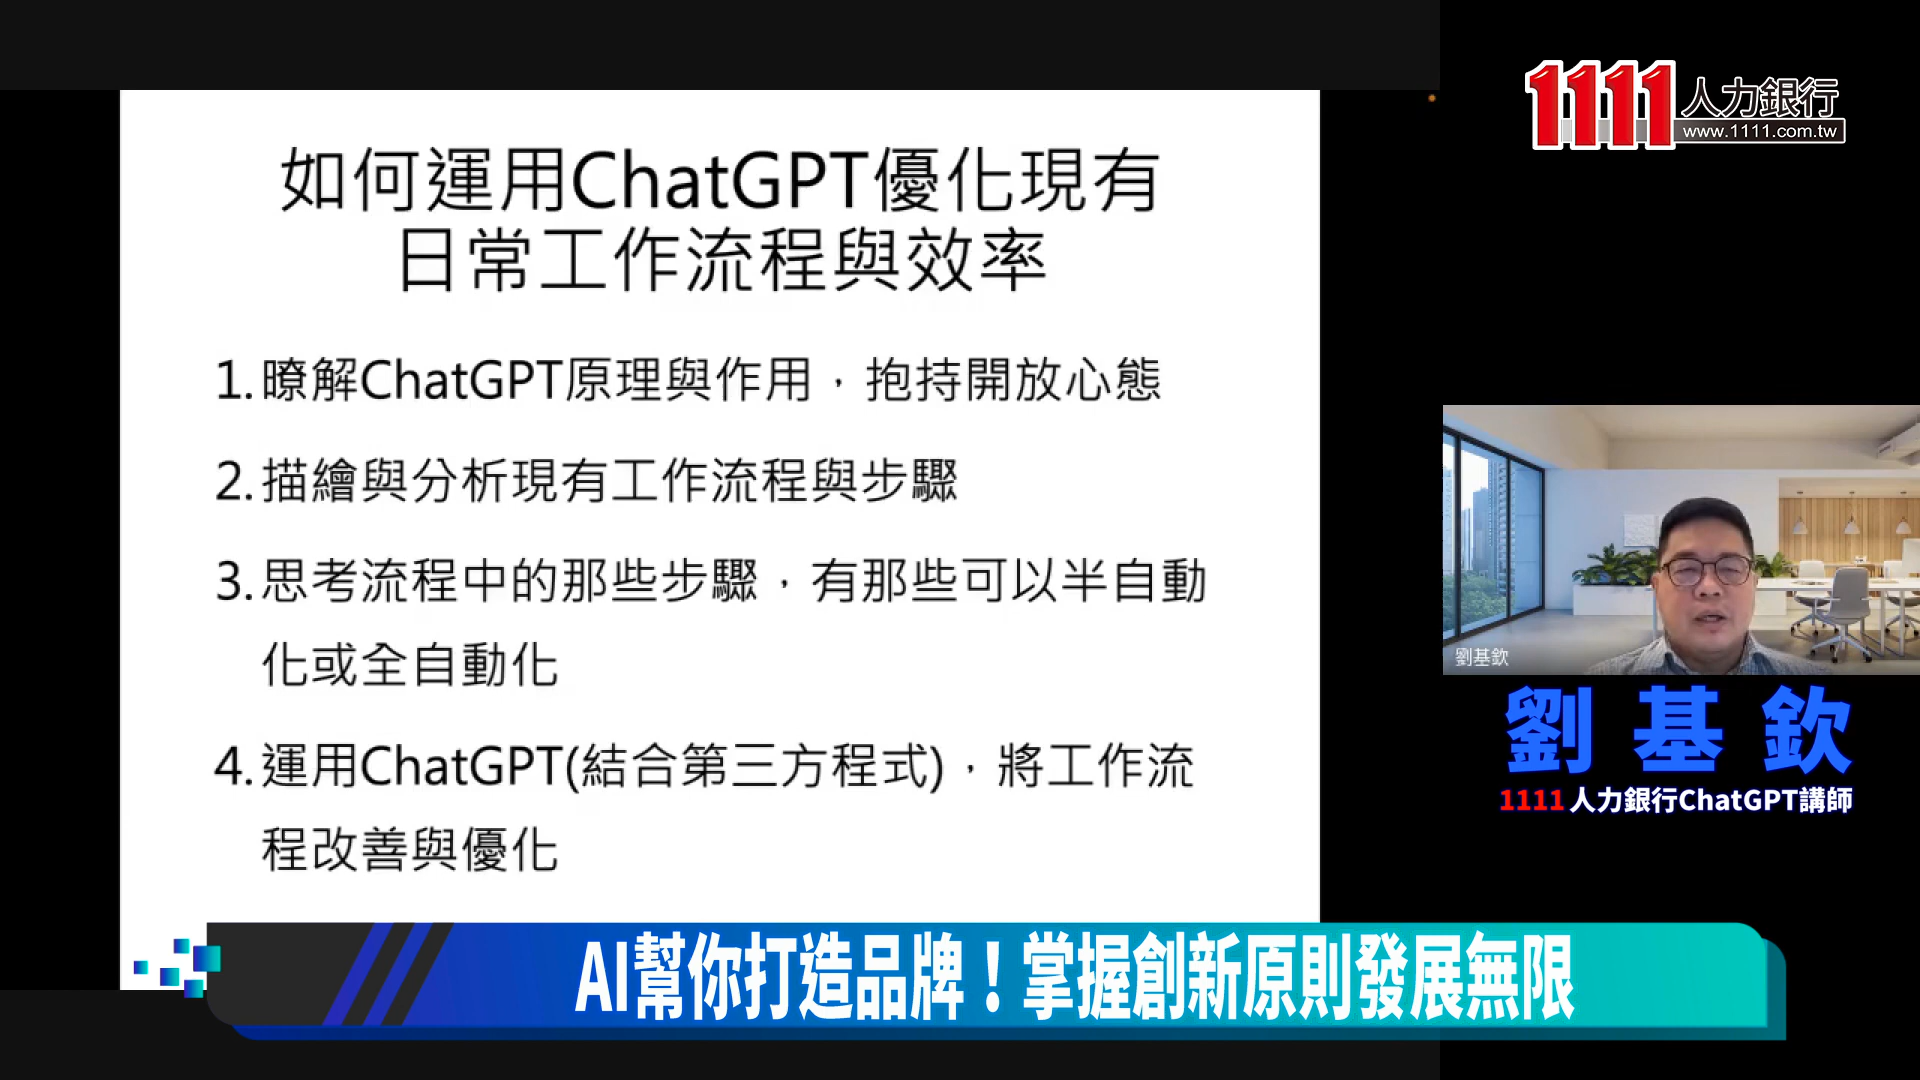 如何運用ChatGPT優化現有
日常工作流程與效率
1.瞭解ChatGPT原理與作用，抱持開放心態
2.描繪與分析現有工作流程與步驟
3.思考流程中的那些步驟，有那些可以半自動
化或全自動化
4.運用ChatGPT(結合第三方程式)，將工作流
程改善與優化
1111人力銀行
www.1111.com.tw
劉基欽
劉基欽
1111人力銀行ChatGPT講師
AI幫你打造品牌！掌握創新原則發展無限